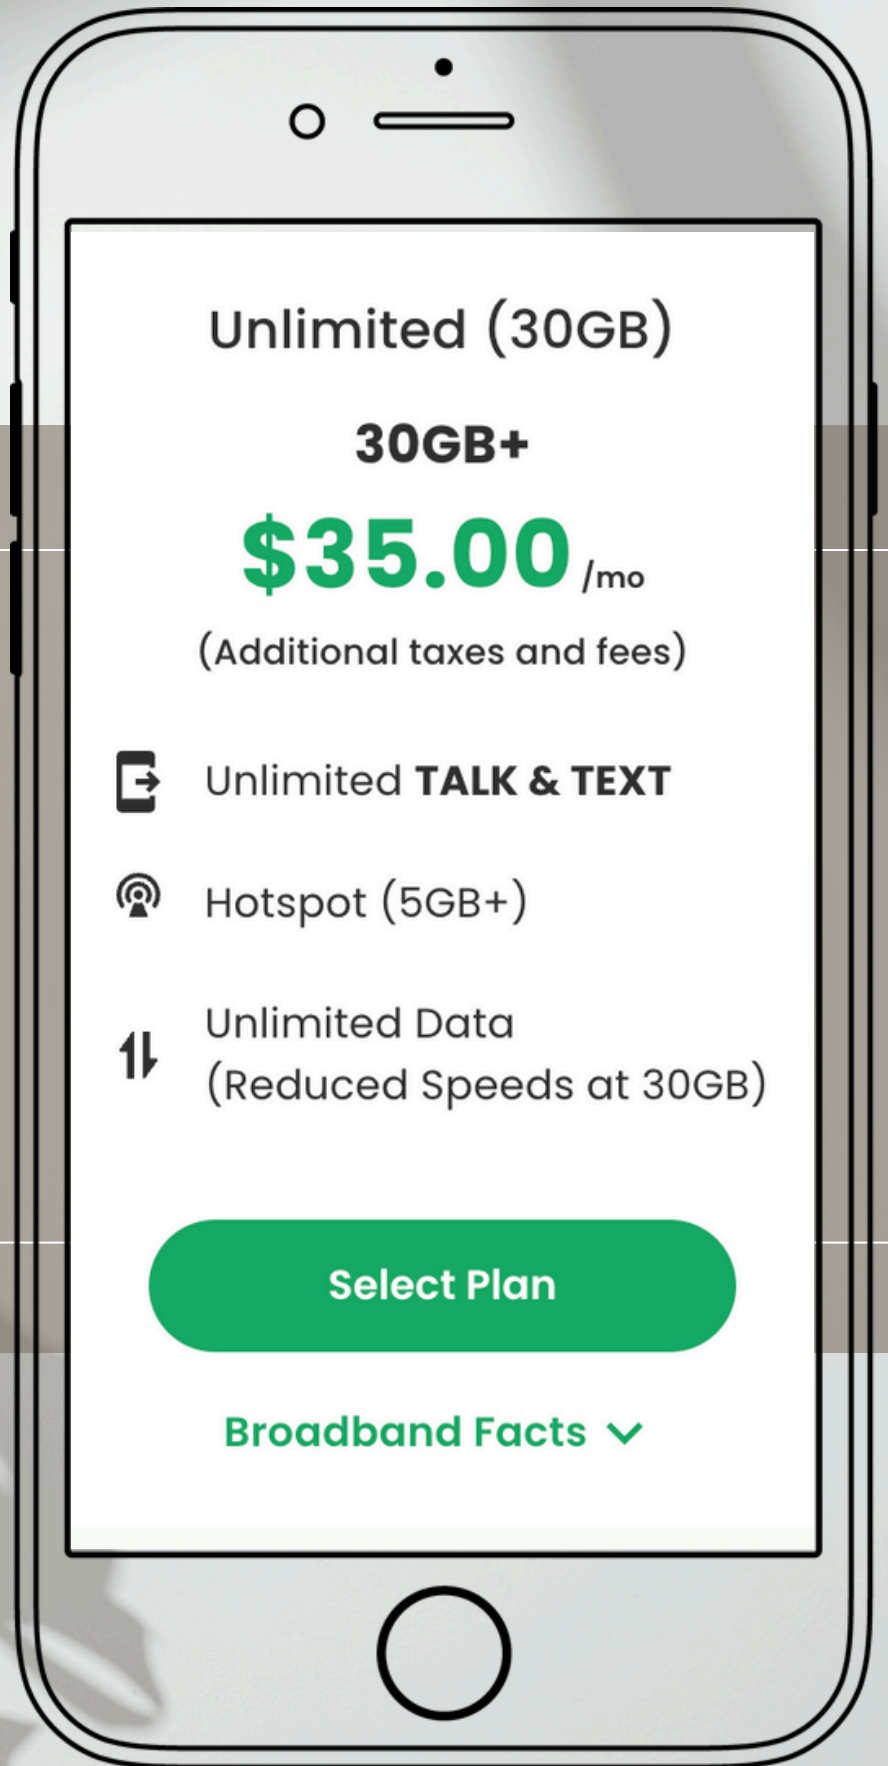 Unlimited (30GB)
30GB+
$35.00 /mo
(Additional taxes and fees)
Unlimited TALK & TEXT
Hotspot (5GB+)
Unlimited Data
(Reduced Speeds at 30GB)
Select Plan
Broadband Facts